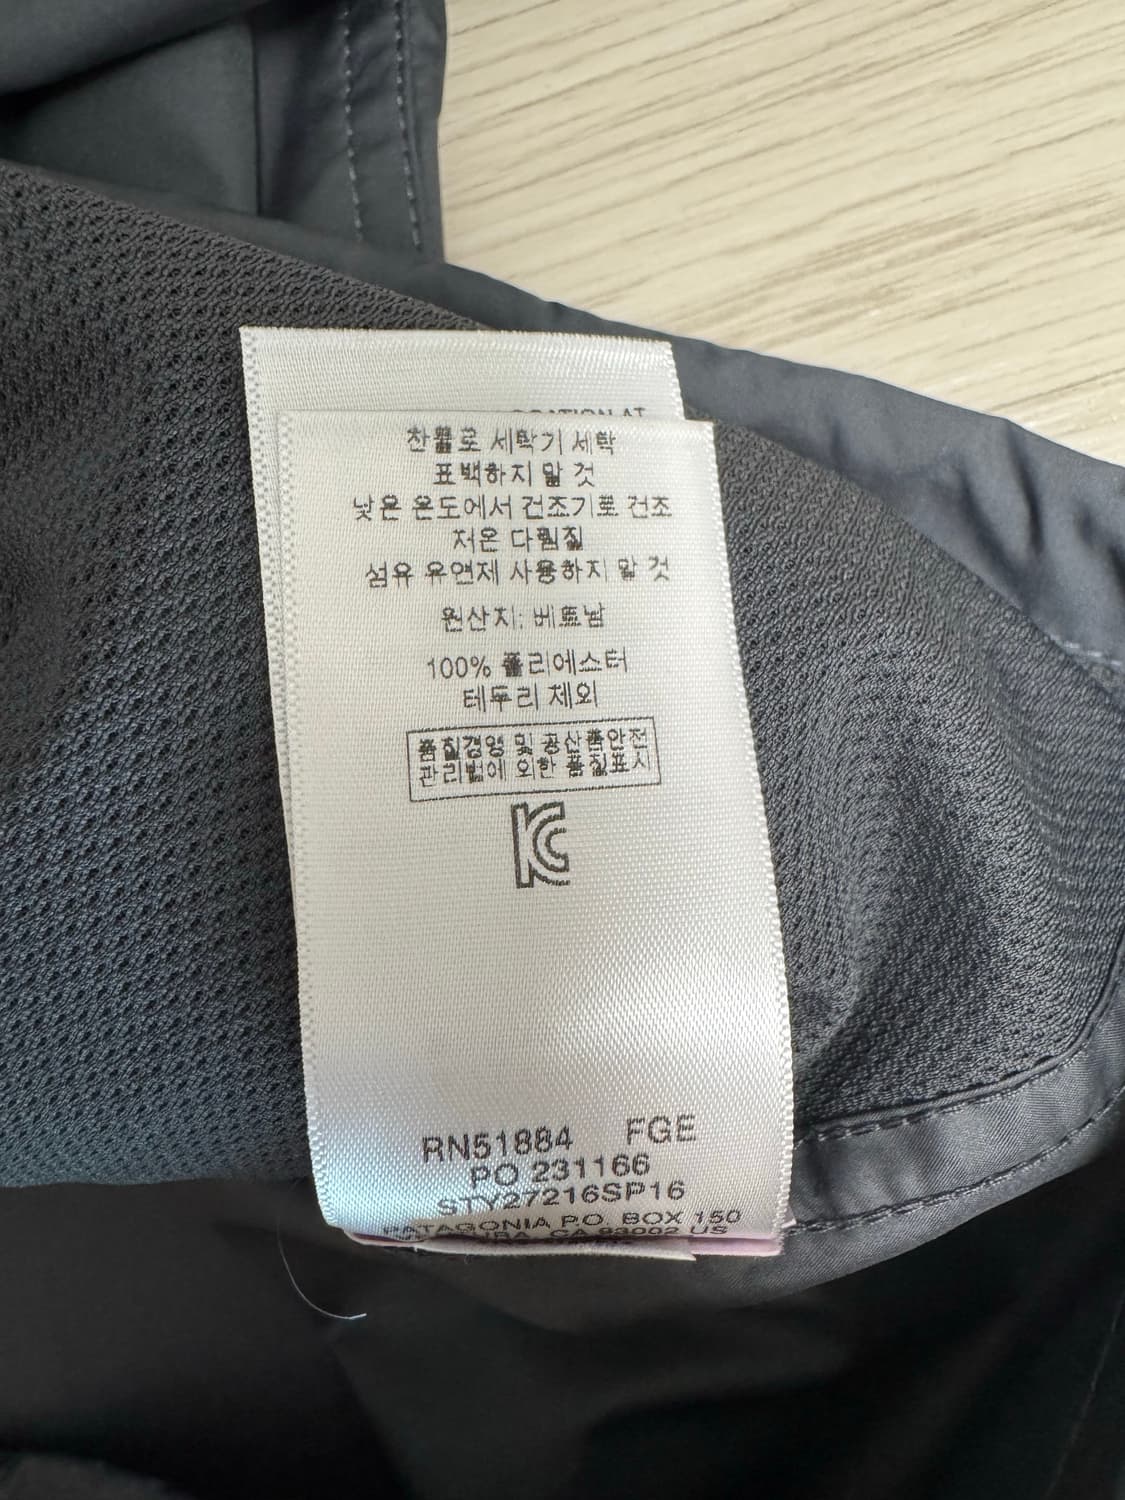 찬물로 세탁기 세탁
표백하지 말 것
낮은 온도에서 건조기로 건조
저온 다림질
섬유 유연제 사용하지 말 것
원산지: 베트남
100% 폴리에스터
테두리 제외
품질경영 및 공산품안전
관리법에 의한 품질표시
KC
RN51884 FGE
PO 231166
STY27216SP16
PATAGONIA P.O. BOX 150
CA 93002 US